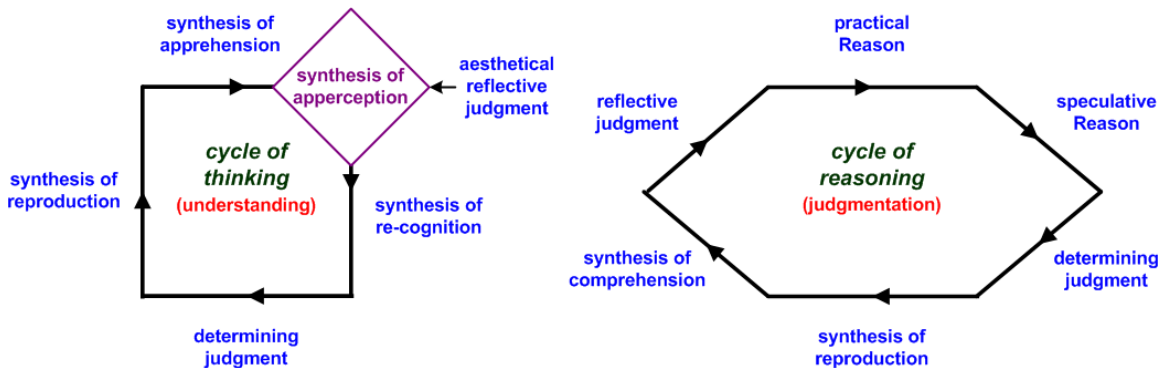 synthesis of
apprehension
synthesis of
apperception
aesthetical
reflective
judgment
cycle of
thinking
(understanding)
synthesis of
reproduction
synthesis of
re-cognition
determining
judgment
practical
Reason
reflective
judgment
speculative
Reason
cycle of
reasoning
(judgmentation)
synthesis of
comprehension
determining
judgment
synthesis of
reproduction